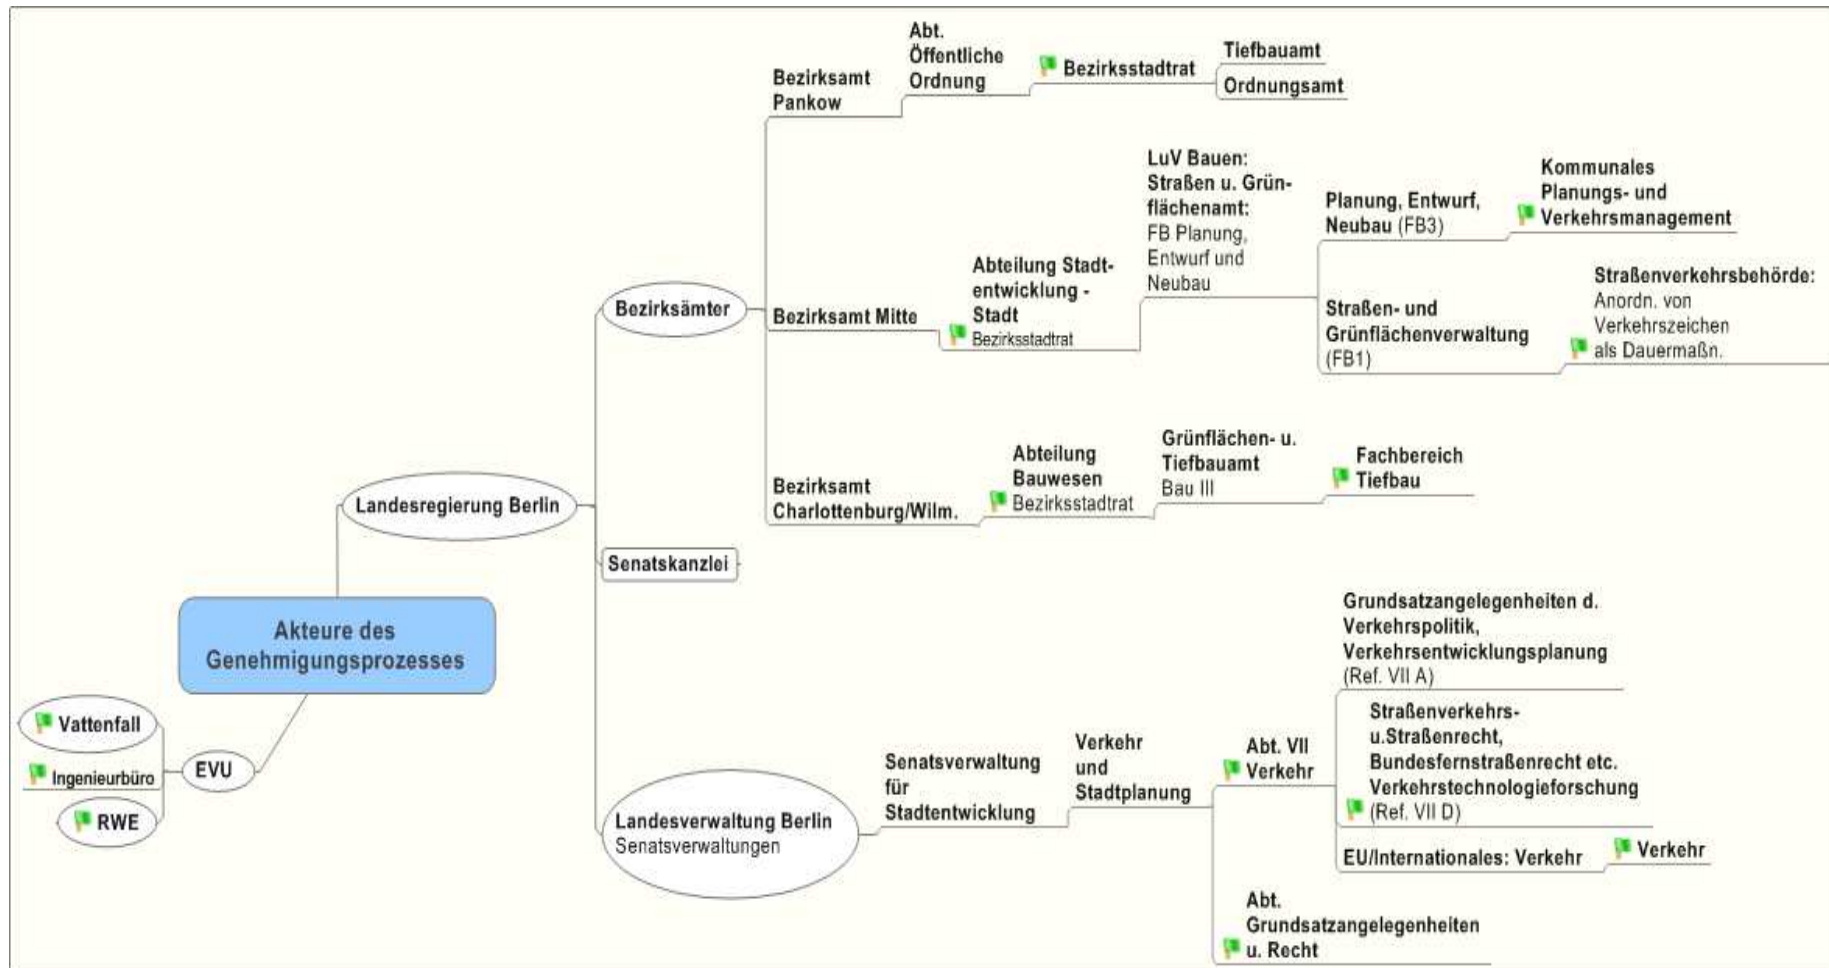 Abt.
Öffentliche
Ordnung
Bezirksstadtrat
Tiefbauamt
Ordnungsamt
Bezirksamt
Pankow
LuV Bauen:
Straßen u. Grün-
flächenamt:
FB Planung,
Entwurf und
Neubau
Kommunales
Planungs- und
Verkehrsmanagement
Planung, Entwurf,
Neubau (FB3)
Abteilung Stadt-
entwicklung -
Stadt
Bezirksstadtrat
Straßenverkehrsbehörde:
Anordn. von
Verkehrszeichen
als Dauermaßn.
Bezirksämter
Bezirksamt Mitte
Straßen- und
Grünflächenverwaltung
(FB1)
Grünflächen- u.
Tiefbauamt
Bau III
Abteilung
Bauwesen
Bezirksstadtrat
Fachbereich
Tiefbau
Bezirksamt
Charlottenburg/Wilm.
Landesregierung Berlin
Senatskanzlei
Akteure des
Genehmigungsprozesses
Grundsatzangelegenheiten d.
Verkehrspolitik,
Verkehrsentwicklungsplanung
(Ref. VII A)
Vattenfall
Ingenieurbüro
RWE
EVU
Straßenverkehrs-
u.Straßenrecht,
Bundesfernstraßenrecht etc.
Verkehrstechnologieforschung
(Ref. VII D)
Landesverwaltung Berlin
Senatsverwaltungen
Senatsverwaltung
für
Stadtentwicklung
Verkehr
und
Stadtplanung
Abt. VII
Verkehr
EU/Internationales: Verkehr
Verkehr
Abt.
Grundsatzangelegenheiten
u. Recht